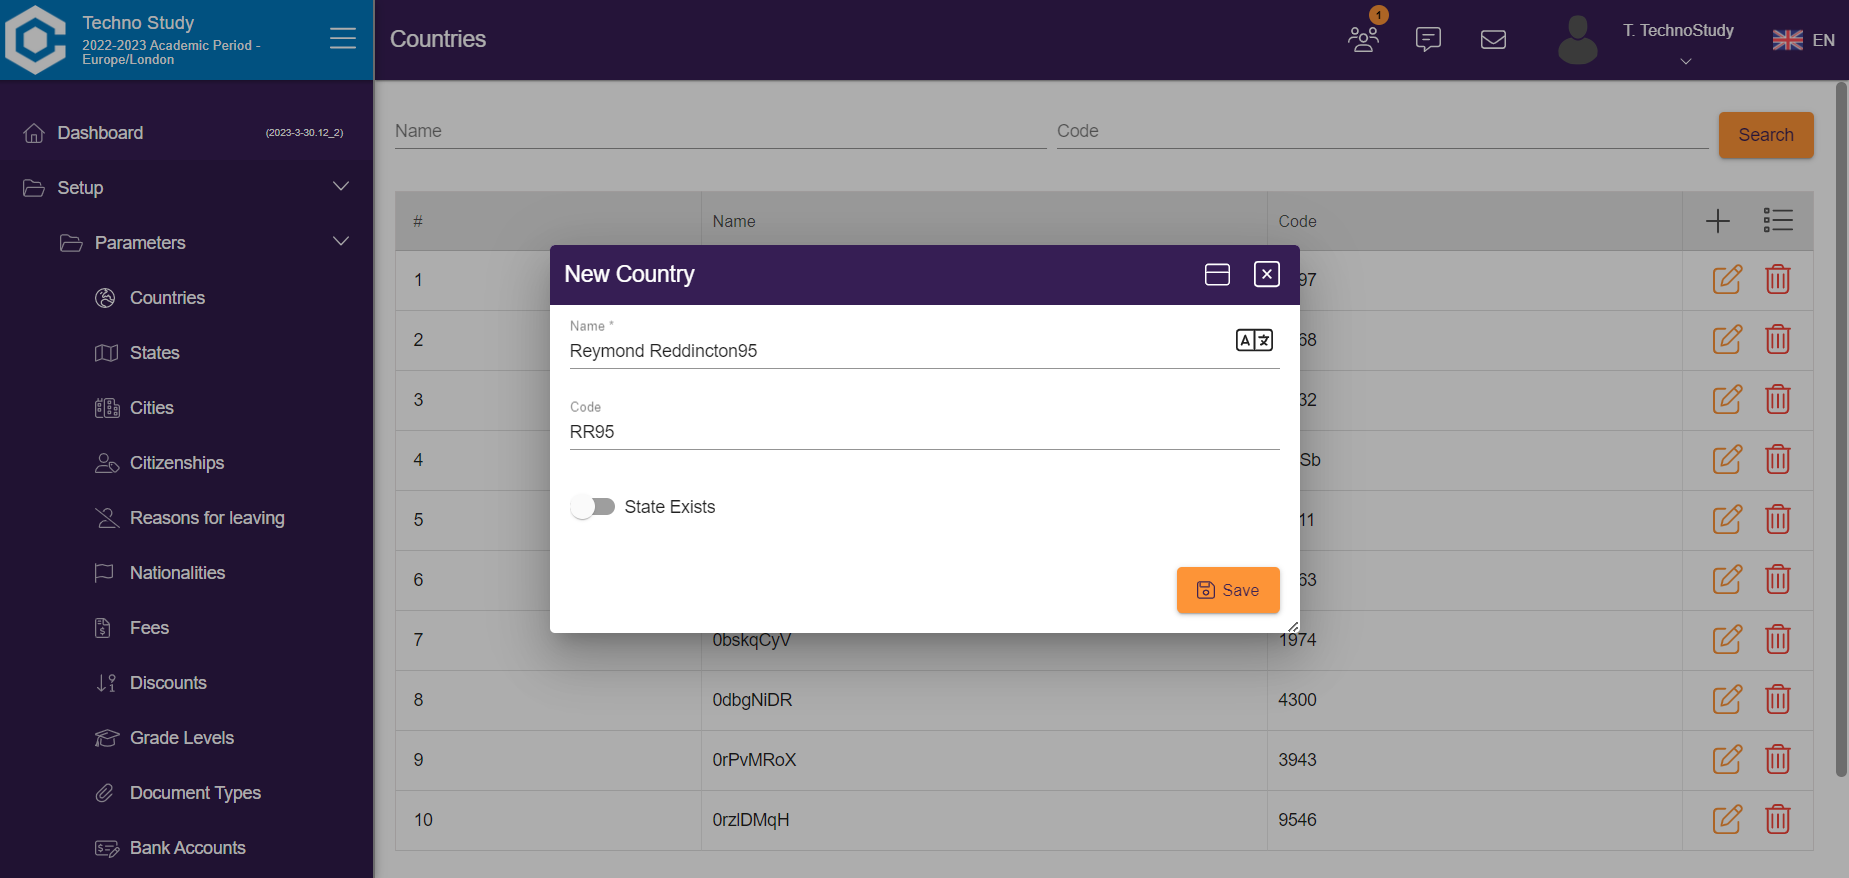 Techno Study
2022-2023 Academic Period -
Europe/London
Countries
1
T. TechnoStudy
EN
Dashboard
(2023-3-30.12_2)
Setup
Parameters
Countries
States
Cities
Citizenships
Reasons for leaving
Nationalities
Fees
Discounts
Grade Levels
Document Types
Bank Accounts
Name
Code
Search
# Name Code
1 97
2 68
3 32
4 Sb
5 11
6 63
7 0bskqCyV 1974
8 0dbgNiDR 4300
9 0rPvMRoX 3943
10 0rzlDMqH 9546
New Country
Name *
Reymond Reddincton95
Code
RR95
State Exists
Save